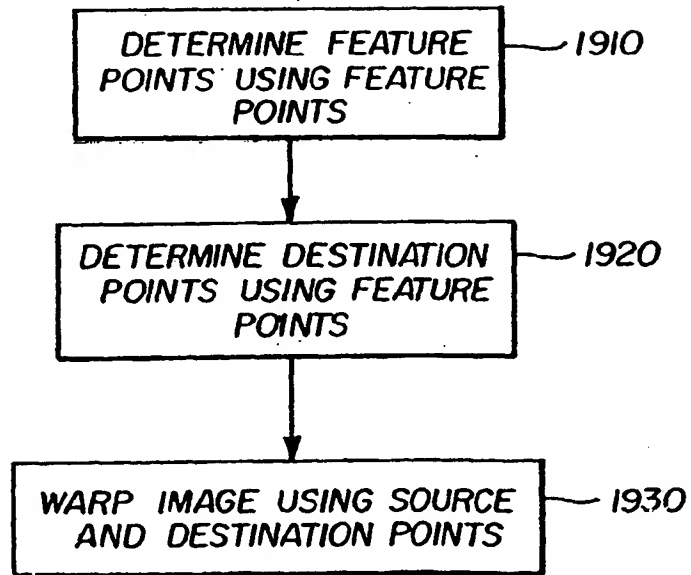 DETERMINE FEATURE
POINTS USING FEATURE
POINTS
1910
DETERMINE DESTINATION
POINTS USING FEATURE
POINTS
1920
WARP IMAGE USING SOURCE
AND DESTINATION POINTS
1930